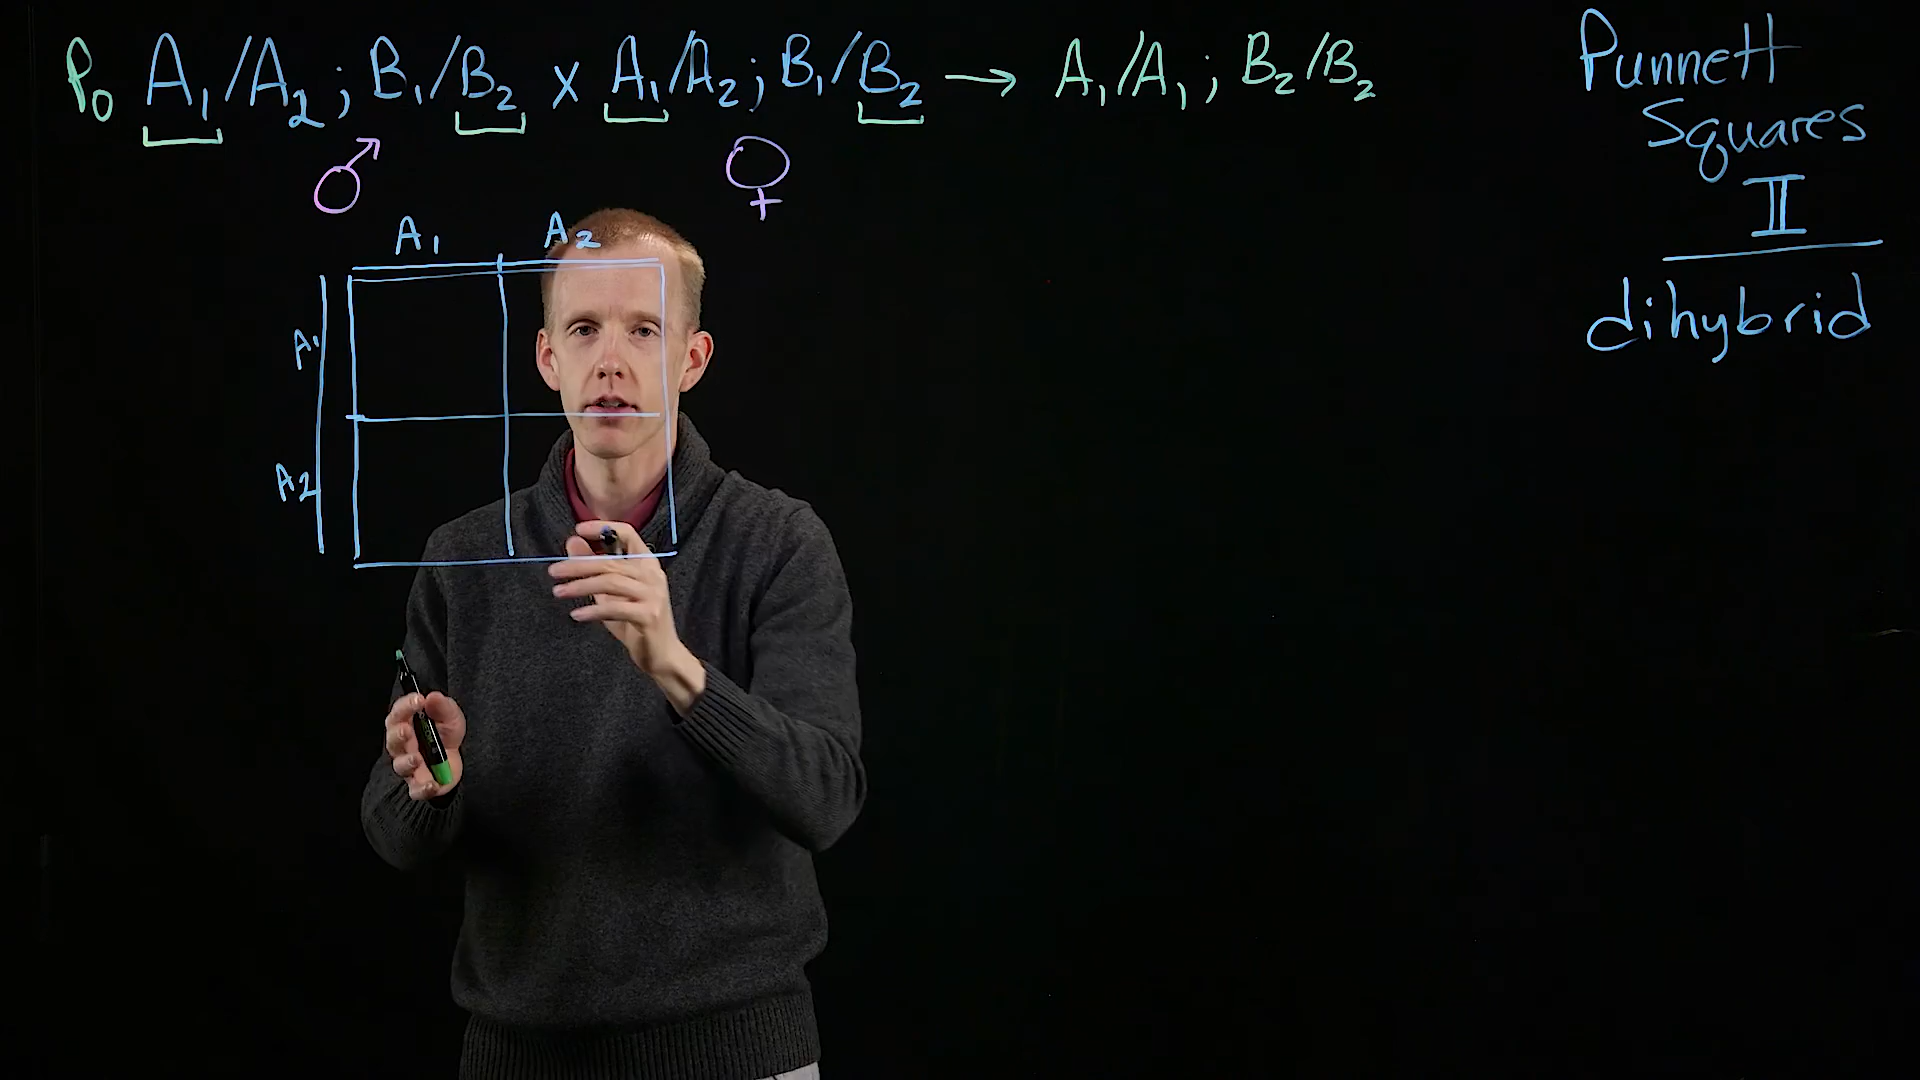 P₀ A₁/A₂; B₁/B₂ x A₁/A₂; B₁/B₂ → A₁/A₁; B₂/B₂
♂ ♀
A₁ A₂
A₁
A₂
Punnett
Squares
II
dihybrid